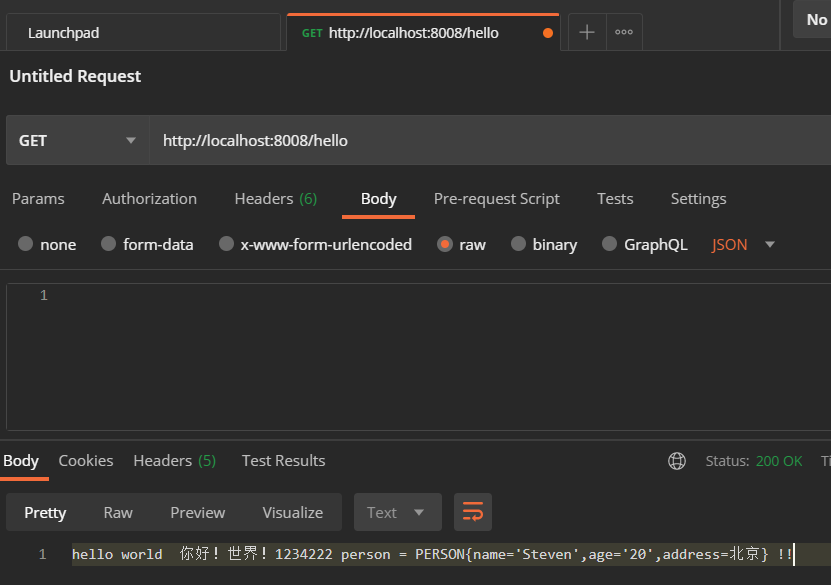 Launchpad GET http://localhost:8008/hello No
Untitled Request
GET http://localhost:8008/hello
Params Authorization Headers (6) Body Pre-request Script Tests Settings
none form-data x-www-form-urlencoded raw binary GraphQL JSON
1
Body Cookies Headers (5) Test Results Status: 200 OK
Pretty Raw Preview Visualize Text
1 hello world  你好！世界！1234222 person = PERSON{name='Steven',age='20',address=北京} !!